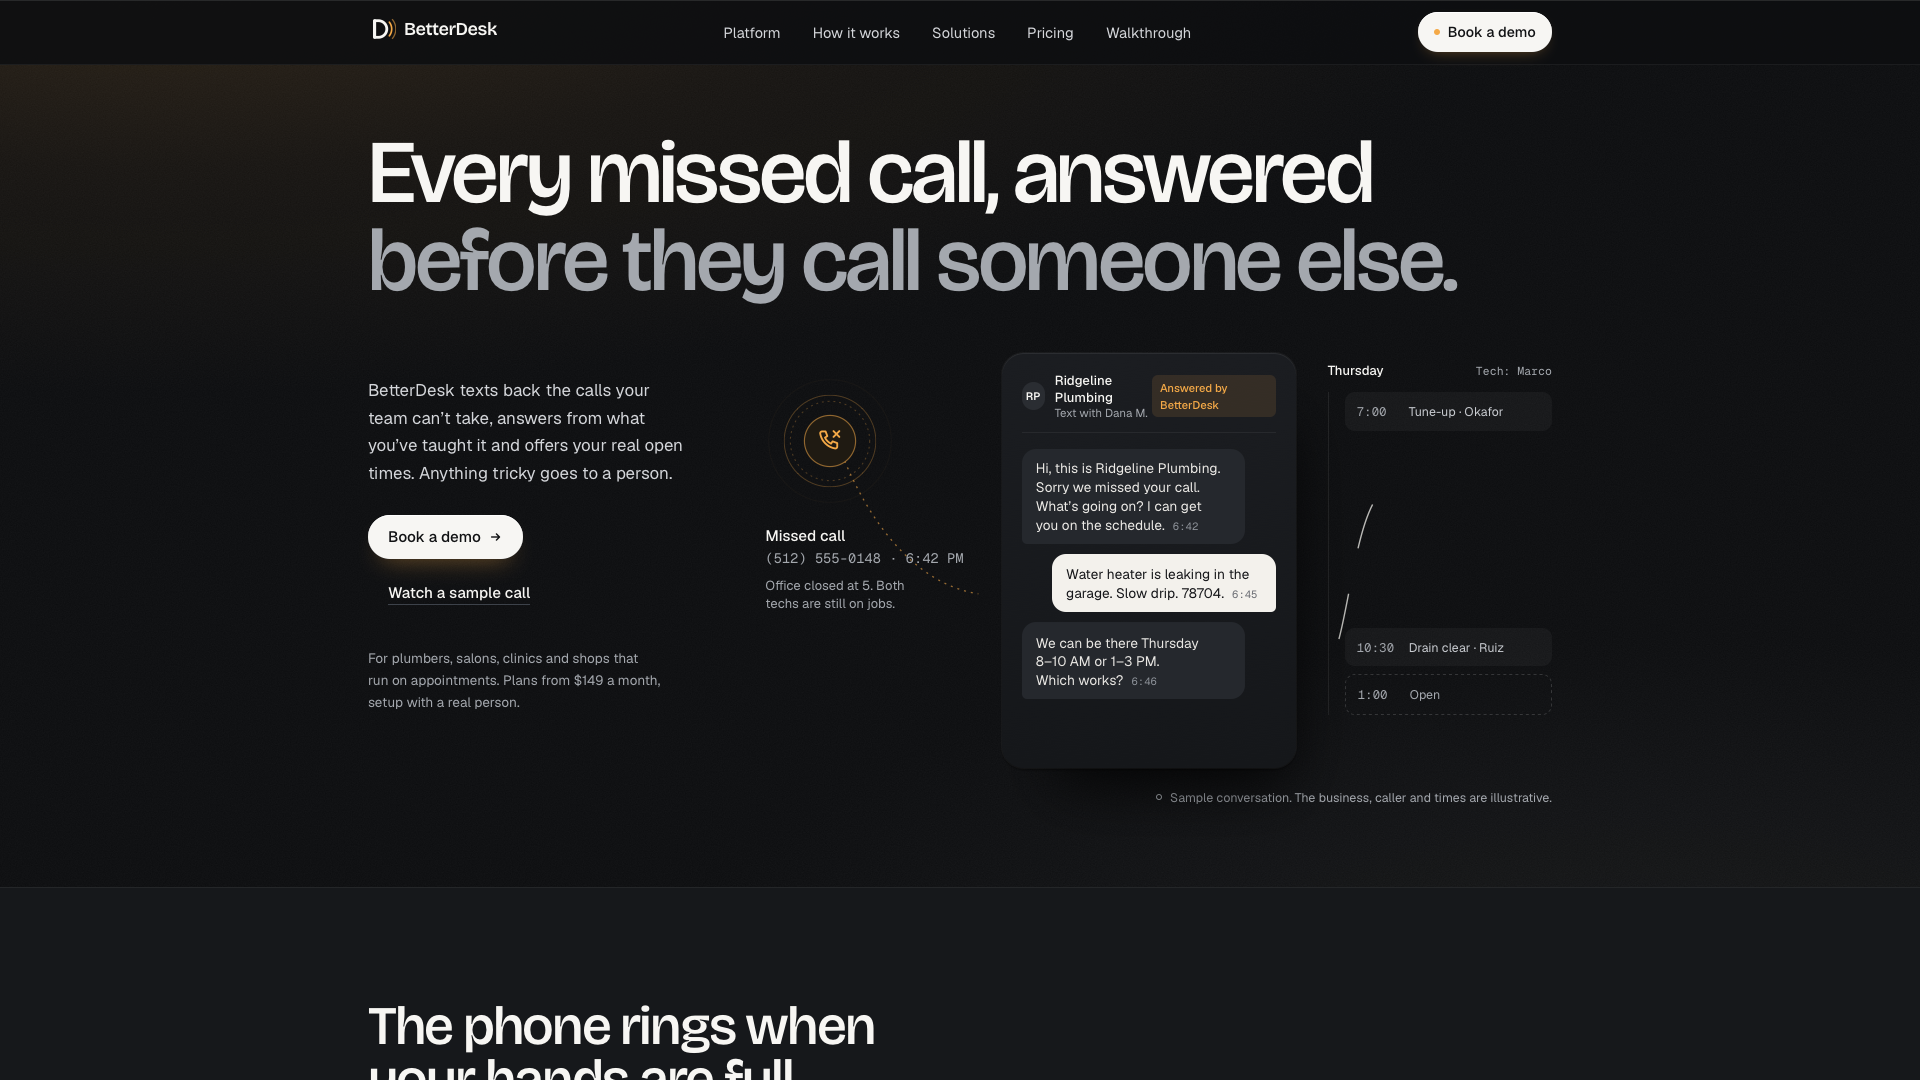 BetterDesk
Platform
How it works
Solutions
Pricing
Walkthrough
Book a demo
Every missed call, answered
before they call someone else.
BetterDesk texts back the calls your
team can’t take, answers from what
you’ve taught it and offers your real open
times. Anything tricky goes to a person.
Book a demo
Watch a sample call
For plumbers, salons, clinics and shops that
run on appointments. Plans from $149 a month,
setup with a real person.
Missed call
(512) 555-0148 · 6:42 PM
Office closed at 5. Both
techs are still on jobs.
RP
Ridgeline
Plumbing
Text with Dana M.
Answered by
BetterDesk
Hi, this is Ridgeline Plumbing.
Sorry we missed your call.
What’s going on? I can get
you on the schedule. 6:42
Water heater is leaking in the
garage. Slow drip. 78704. 6:45
We can be there Thursday
8–10 AM or 1–3 PM.
Which works? 6:46
Thursday
Tech: Marco
7:00 Tune-up · Okafor
10:30 Drain clear · Ruiz
1:00 Open
Sample conversation. The business, caller and times are illustrative.
The phone rings when
your hands are full